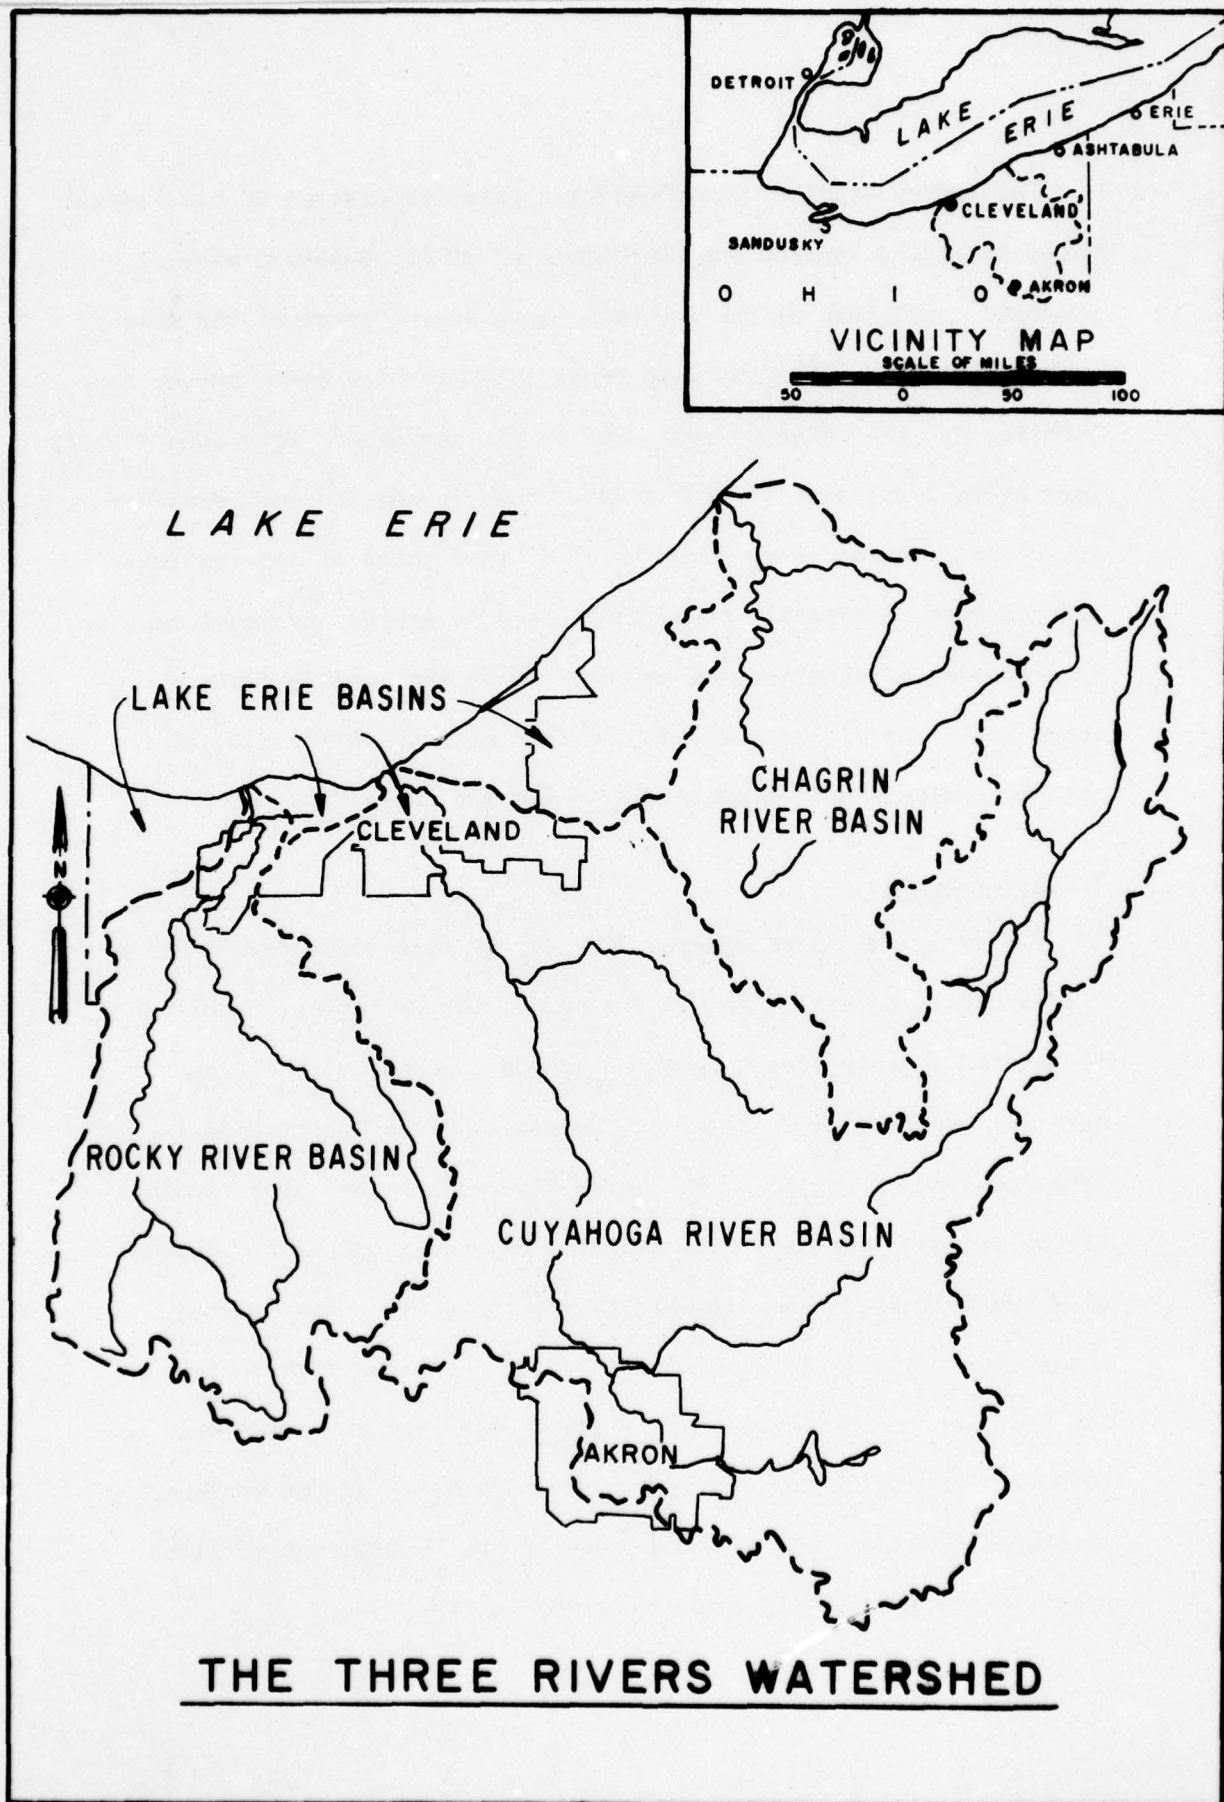 DETROIT
LAKE ERIE
ERIE
ASHTABULA
CLEVELAND
SANDUSKY
AKRON
O H I O
VICINITY MAP
SCALE OF MILES
50 0 50 100
LAKE ERIE
LAKE ERIE BASINS
CHAGRIN
RIVER BASIN
CLEVELAND
N
ROCKY RIVER BASIN
CUYAHOGA RIVER BASIN
AKRON
THE THREE RIVERS WATERSHED